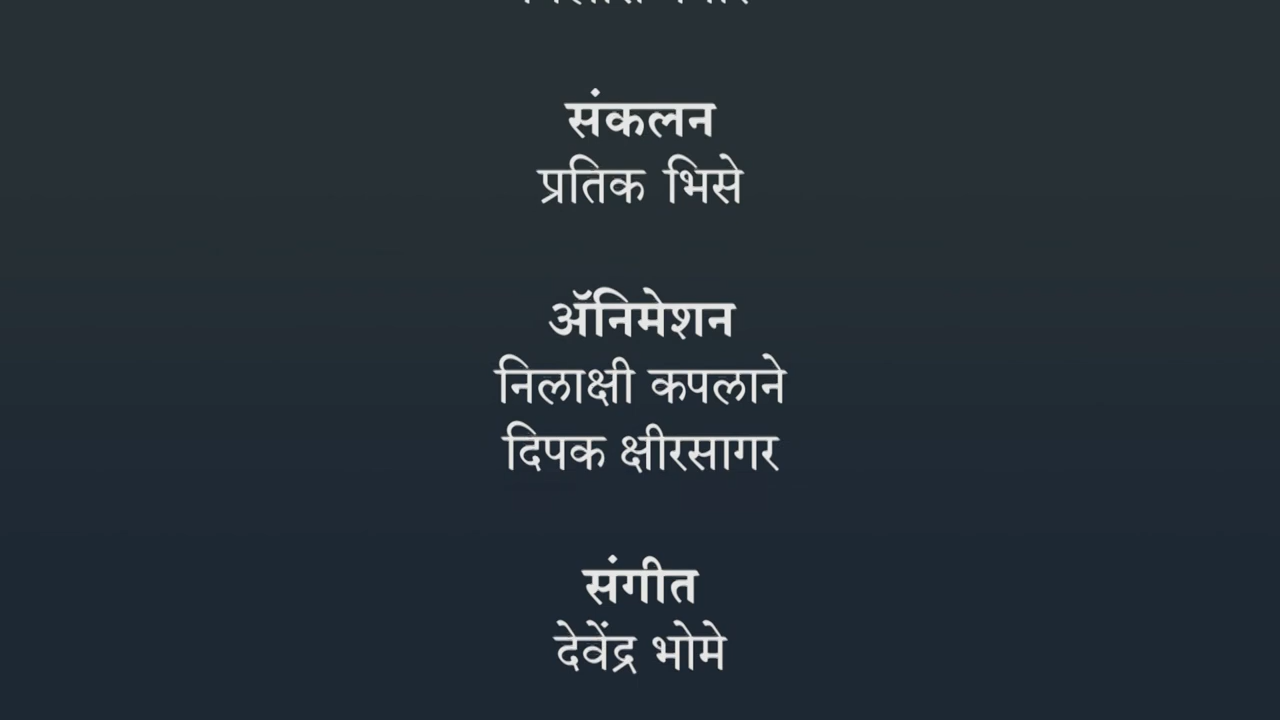 संकलन
प्रतिक भिसे
ॲनिमेशन
निलाक्षी कपलाने
दिपक क्षीरसागर
संगीत
देवेंद्र भोमे